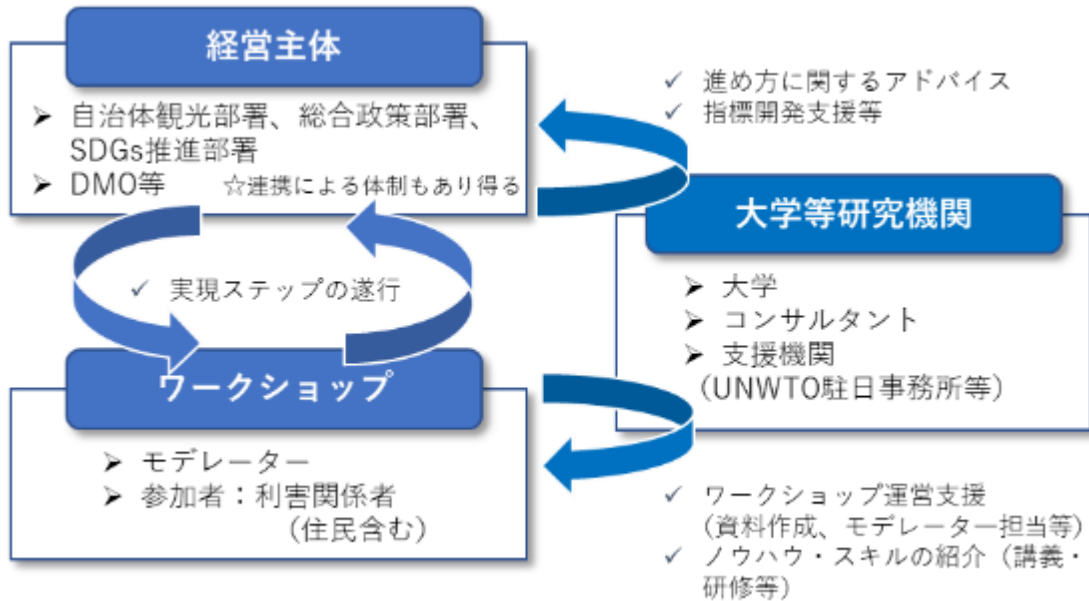 経営主体
➤ 自治体観光部署、総合政策部署、
SDGs推進部署
➤ DMO等 ☆連携による体制もあり得る
✓ 進め方に関するアドバイス
✓ 指標開発支援等
✓ 実現ステップの遂行
大学等研究機関
➤ 大学
➤ コンサルタント
➤ 支援機関
（UNWTO駐日事務所等）
ワークショップ
➤ モデレーター
➤ 参加者：利害関係者
（住民含む）
✓ ワークショップ運営支援
（資料作成、モデレーター担当等）
✓ ノウハウ・スキルの紹介（講義・
研修等）